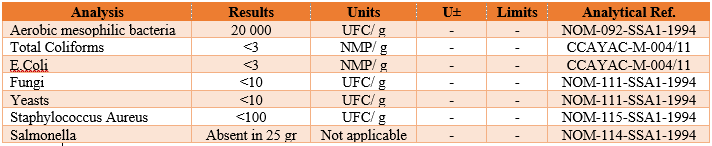 Analysis Results Units U± Limits Analytical Ref.
Aerobic mesophilic bacteria 20 000 UFC/ g - - NOM-092-SSA1-1994
Total Coliforms <3 NMP/ g - - CCAYAC-M-004/11
E.Coli <3 NMP/ g - - CCAYAC-M-004/11
Fungi <10 UFC/ g - - NOM-111-SSA1-1994
Yeasts <10 UFC/ g - - NOM-111-SSA1-1994
Staphylococcus Aureus <100 UFC/ g - - NOM-115-SSA1-1994
Salmonella Absent in 25 gr Not applicable - - NOM-114-SSA1-1994